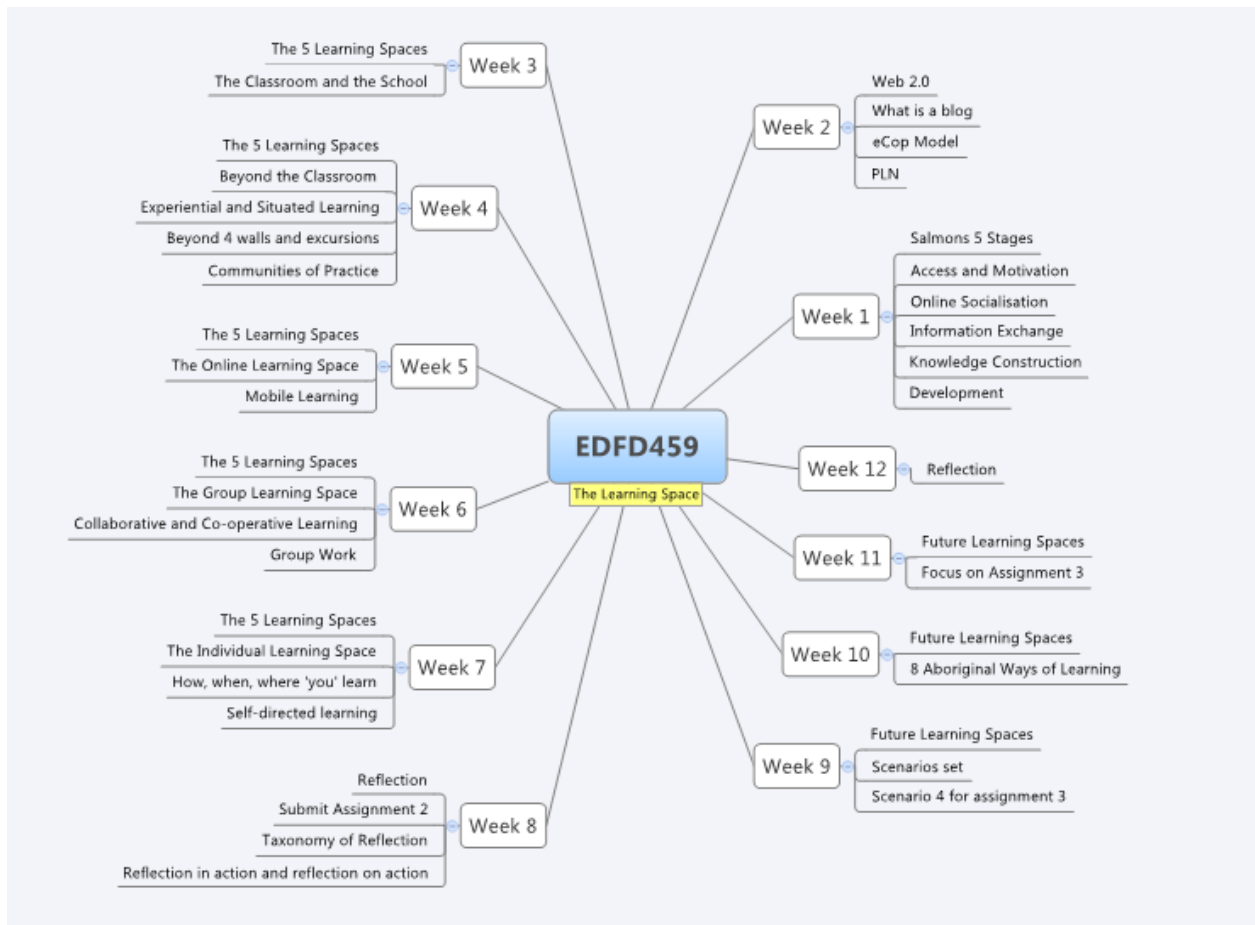 EDFD459
The Learning Space
Week 1
Salmons 5 Stages
Access and Motivation
Online Socialisation
Information Exchange
Knowledge Construction
Development
Week 2
Web 2.0
What is a blog
eCop Model
PLN
Week 3
The 5 Learning Spaces
The Classroom and the School
Week 4
The 5 Learning Spaces
Beyond the Classroom
Experiential and Situated Learning
Beyond 4 walls and excursions
Communities of Practice
Week 5
The 5 Learning Spaces
The Online Learning Space
Mobile Learning
Week 6
The 5 Learning Spaces
The Group Learning Space
Collaborative and Co-operative Learning
Group Work
Week 7
The 5 Learning Spaces
The Individual Learning Space
How, when, where 'you' learn
Self-directed learning
Week 8
Reflection
Submit Assignment 2
Taxonomy of Reflection
Reflection in action and reflection on action
Week 9
Future Learning Spaces
Scenarios set
Scenario 4 for assignment 3
Week 10
Future Learning Spaces
8 Aboriginal Ways of Learning
Week 11
Future Learning Spaces
Focus on Assignment 3
Week 12
Reflection